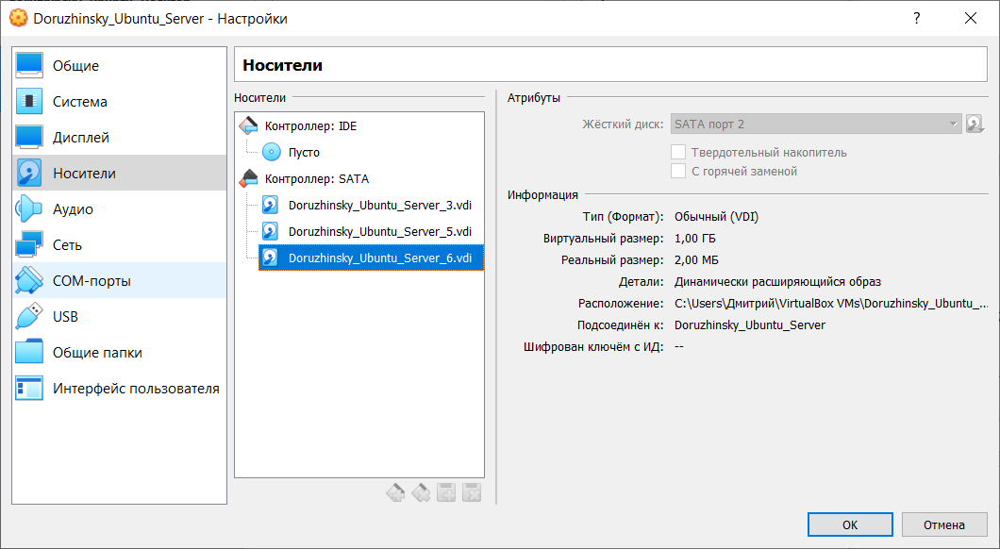 Doruzhinsky_Ubuntu_Server - Настройки
?
Общие
Система
Дисплей
Носители
Аудио
Сеть
COM-порты
USB
Общие папки
Интерфейс пользователя
Носители
Носители
Контроллер: IDE
Пусто
Контроллер: SATA
Doruzhinsky_Ubuntu_Server_3.vdi
Doruzhinsky_Ubuntu_Server_5.vdi
Doruzhinsky_Ubuntu_Server_6.vdi
Атрибуты
Жёсткий диск: SATA порт 2
Твердотельный накопитель
С горячей заменой
Информация
Тип (Формат): Обычный (VDI)
Виртуальный размер: 1,00 ГБ
Реальный размер: 2,00 МБ
Детали: Динамически расширяющийся образ
Расположение: C:\Users\Дмитрий\VirtualBox VMs\Doruzhinsky_Ubuntu_...
Подсоединён к: Doruzhinsky_Ubuntu_Server
Шифрован ключём с ИД: --
OK
Отмена